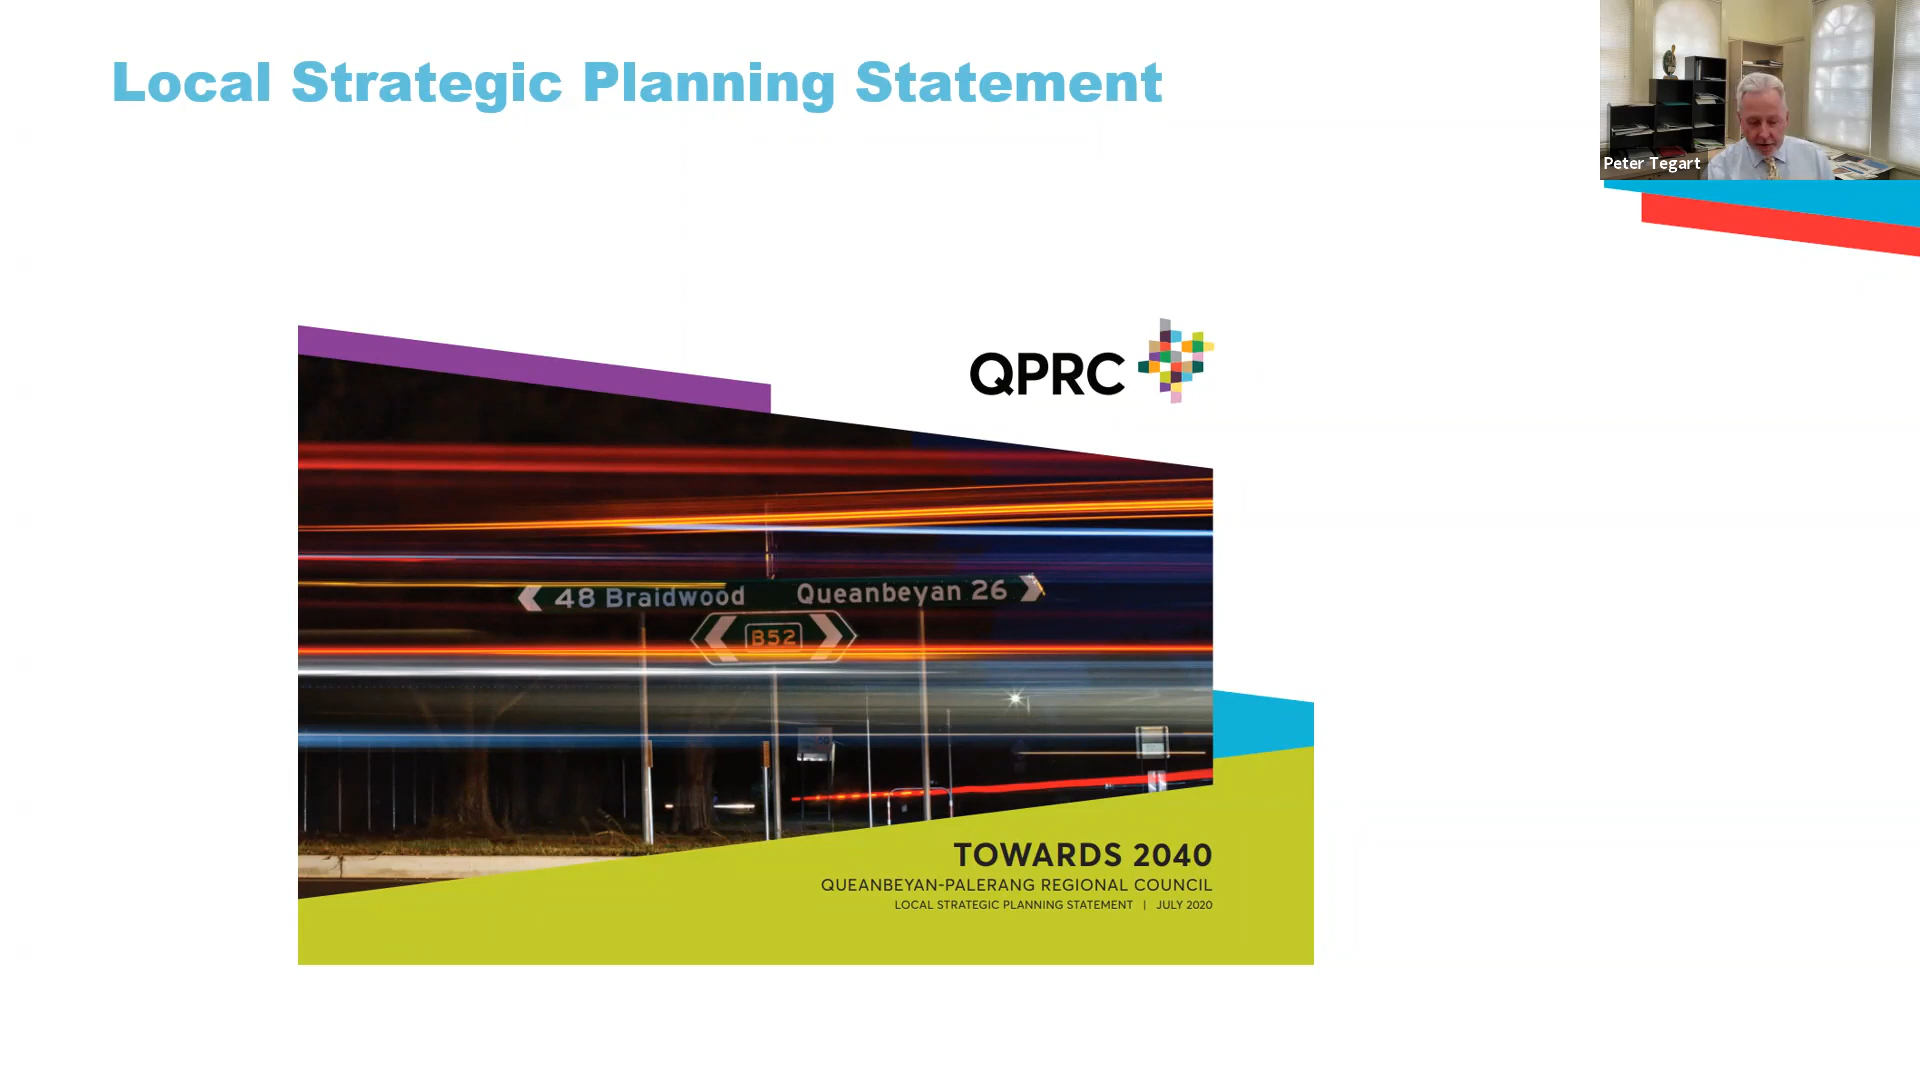 Local Strategic Planning Statement
Peter Tegart
QPRC
48 Braidwood
Queanbeyan 26
B52
TOWARDS 2040
QUEANBEYAN-PALERANG REGIONAL COUNCIL
LOCAL STRATEGIC PLANNING STATEMENT | JULY 2020